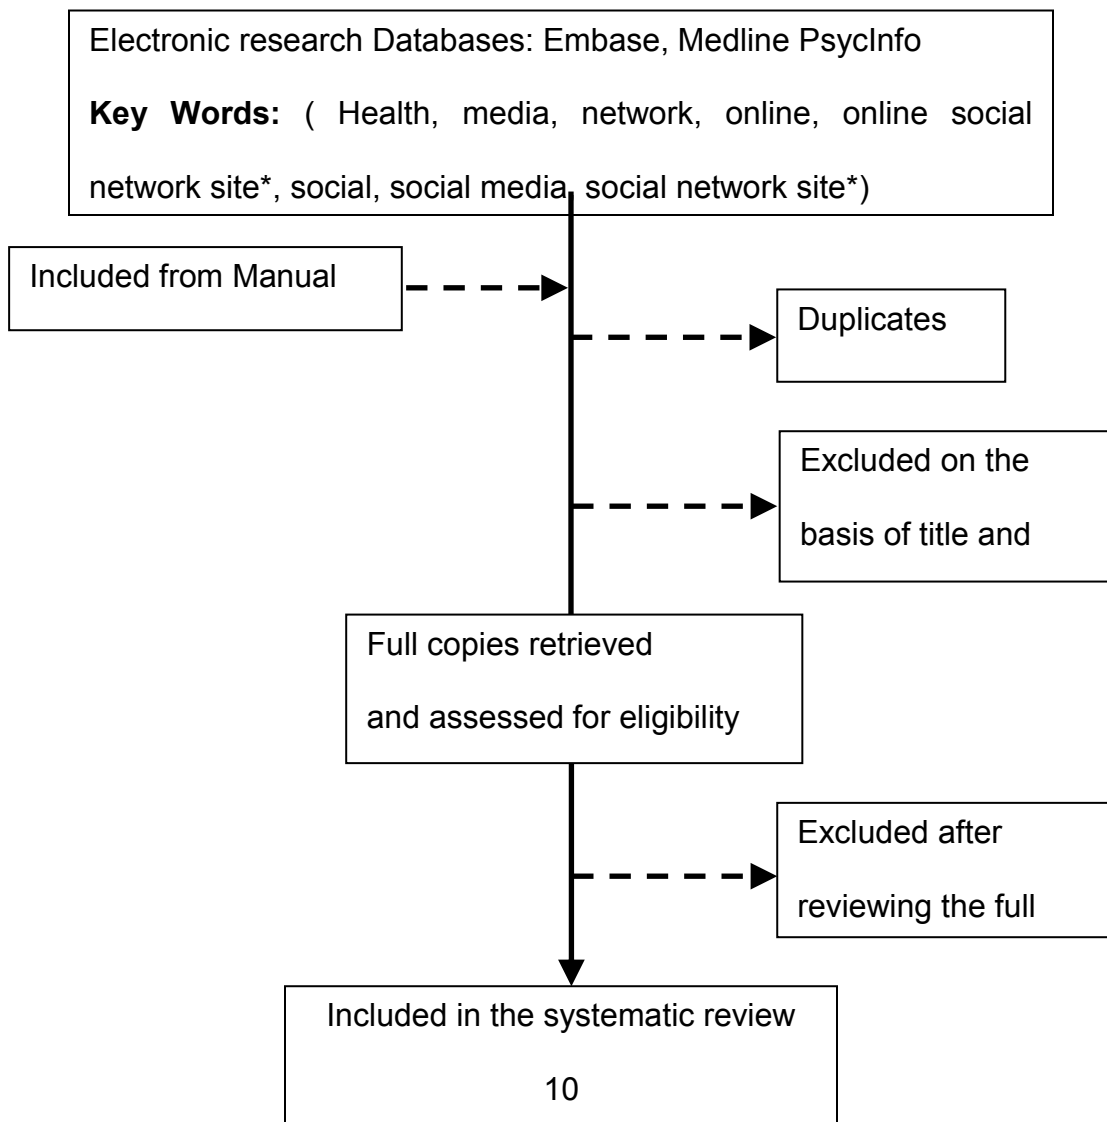 Electronic research Databases: Embase, Medline PsycInfo
Key Words: ( Health, media, network, online, online social
network site*, social, social media, social network site*)
Included from Manual
Duplicates
Excluded on the
basis of title and
Full copies retrieved
and assessed for eligibility
Excluded after
reviewing the full
Included in the systematic review
10